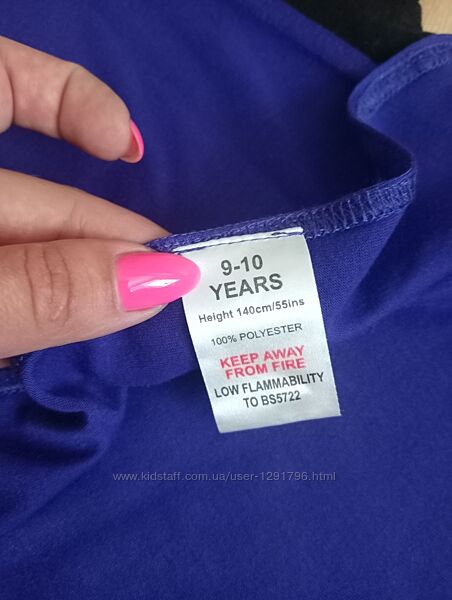 9-10
YEARS
Height 140cm/55ins
100% POLYESTER
KEEP AWAY
FROM FIRE
LOW FLAMMABILITY
TO BS5722
www.kidstaff.com.ua/user-1291796.html